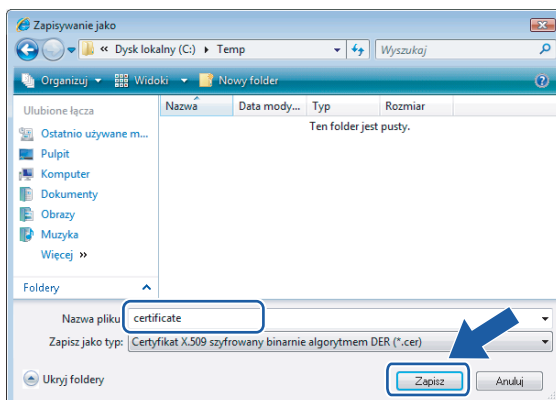 Zapisywanie jako
« Dysk lokalny (C:) Temp Wyszukaj
Organizuj Widoki Nowy folder
Ulubione łącza
Ostatnio używane m...
Pulpit
Komputer
Dokumenty
Obrazy
Muzyka
Więcej »
Foldery
Nazwa Data mody... Typ Rozmiar
Ten folder jest pusty.
Nazwa pliku certificate
Zapisz jako typ: Certyfikat X.509 szyfrowany binarnie algorytmem DER (*.cer)
Ukryj foldery Zapisz Anuluj